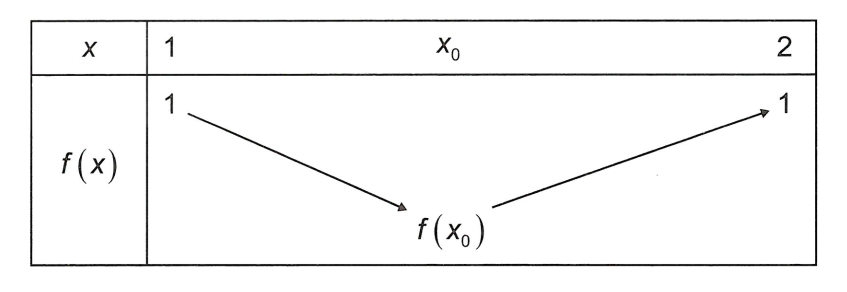 x 1 x₀ 2
1 1
f(x)
f(x₀)